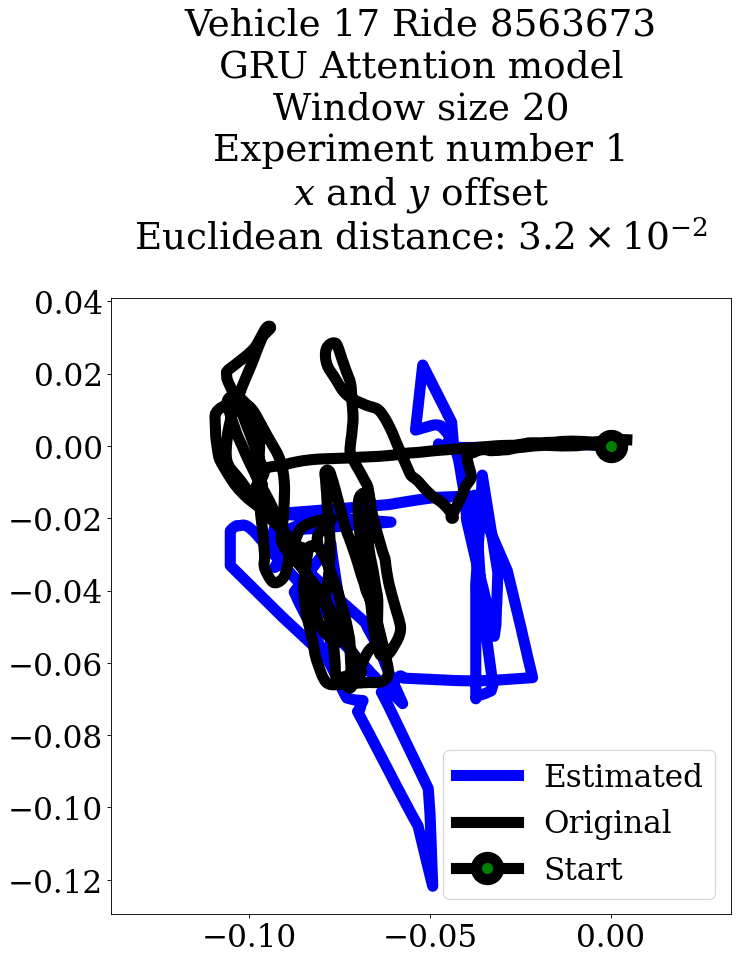 Vehicle 17 Ride 8563673
GRU Attention model
Window size 20
Experiment number 1
x and y offset
Euclidean distance: 3.2 × 10⁻²
0.04
0.02
0.00
−0.02
−0.04
−0.06
−0.08
−0.10
−0.12
Estimated
Original
Start
−0.10
−0.05
0.00